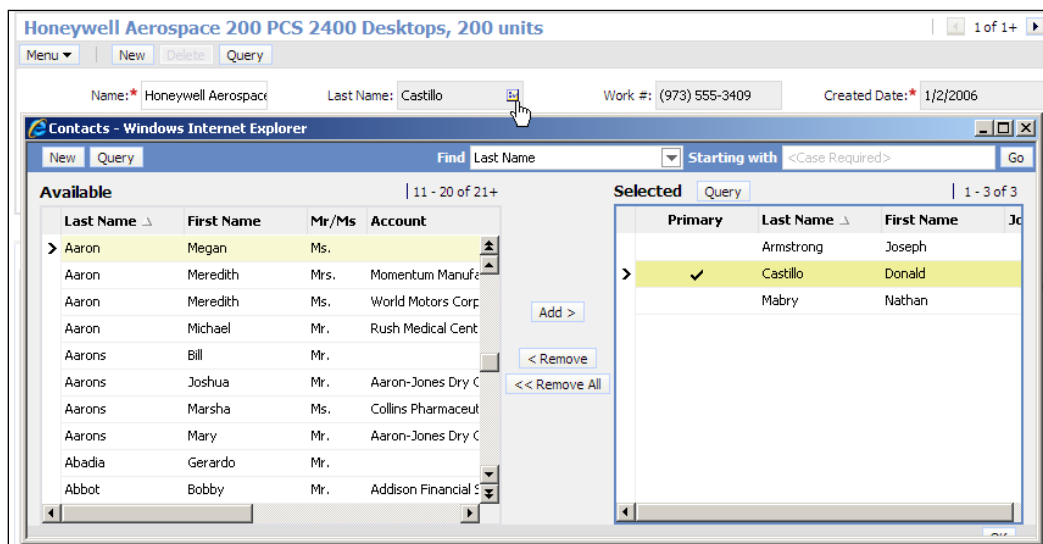 Honeywell Aerospace 200 PCS 2400 Desktops, 200 units 1 of 1+
Menu New Delete Query
Name:* Honeywell Aerospace Last Name: Castillo Work #: (973) 555-3409 Created Date:* 1/2/2006
Contacts - Windows Internet Explorer
New Query Find Last Name Starting with <Case Required> Go
Available 11 - 20 of 21+ Selected Query 1 - 3 of 3
Last Name First Name Mr/Ms Account Primary Last Name First Name
Aaron Megan Ms. Armstrong Joseph
Aaron Meredith Mrs. Momentum Manufa Castillo Donald
Aaron Meredith Ms. World Motors Corp Mabry Nathan
Add >
Aaron Michael Mr. Rush Medical Cent
Aarons Bill Mr. < Remove
Aarons Joshua Mr. Aaron-Jones Dry C << Remove All
Aarons Marsha Ms. Collins Pharmaceut
Aarons Mary Mr. Aaron-Jones Dry C
Abadia Gerardo Mr.
Abbot Bobby Mr. Addison Financial S